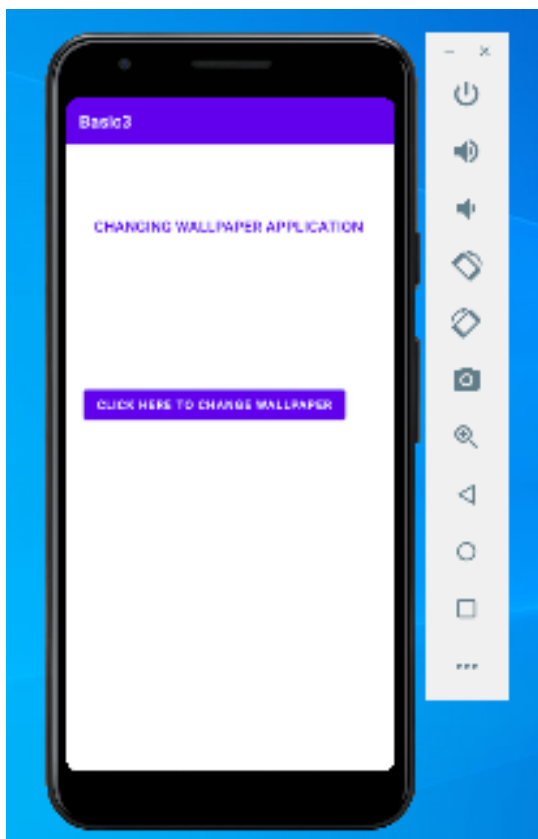 Basic3
CHANGING WALLPAPER APPLICATION
CLICK HERE TO CHANGE WALLPAPER